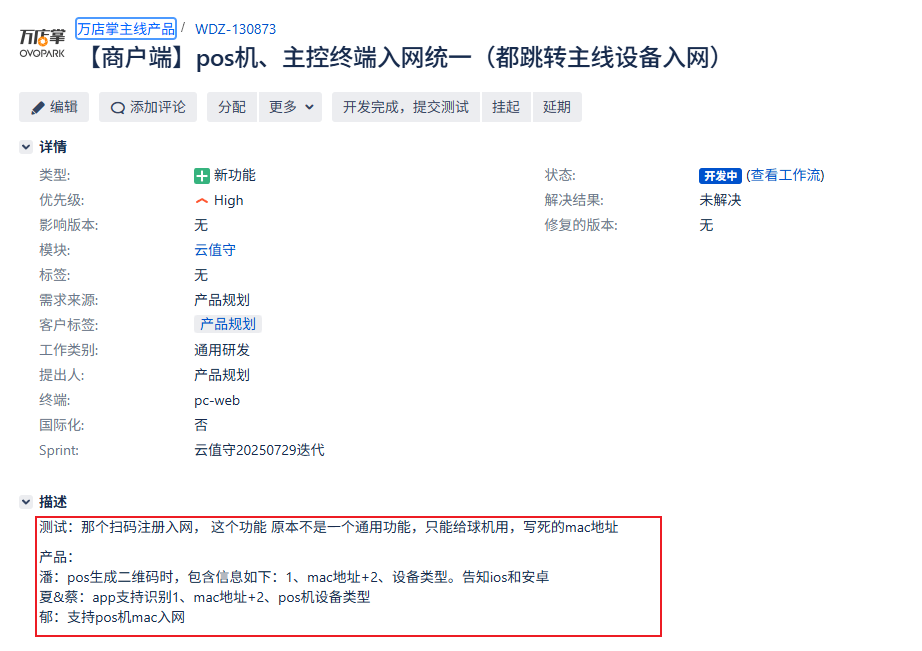 万店掌
OVOPARK
万店掌主线产品 / WDZ-130873
【商户端】pos机、主控终端入网统一（都跳转主线设备入网）
编辑 添加评论 分配 更多 开发完成，提交测试 挂起 延期
详情
类型: 新功能 状态: 开发中 (查看工作流)
优先级: High 解决结果: 未解决
影响版本: 无 修复的版本: 无
模块: 云值守
标签: 无
需求来源: 产品规划
客户标签: 产品规划
工作类别: 通用研发
提出人: 产品规划
终端: pc-web
国际化: 否
Sprint: 云值守20250729迭代
描述
测试：那个扫码注册入网， 这个功能 原本不是一个通用功能，只能给球机用，写死的mac地址
产品：
潘：pos生成二维码时，包含信息如下：1、mac地址+2、设备类型。告知ios和安卓
夏&蔡：app支持识别1、mac地址+2、pos机设备类型
郁：支持pos机mac入网